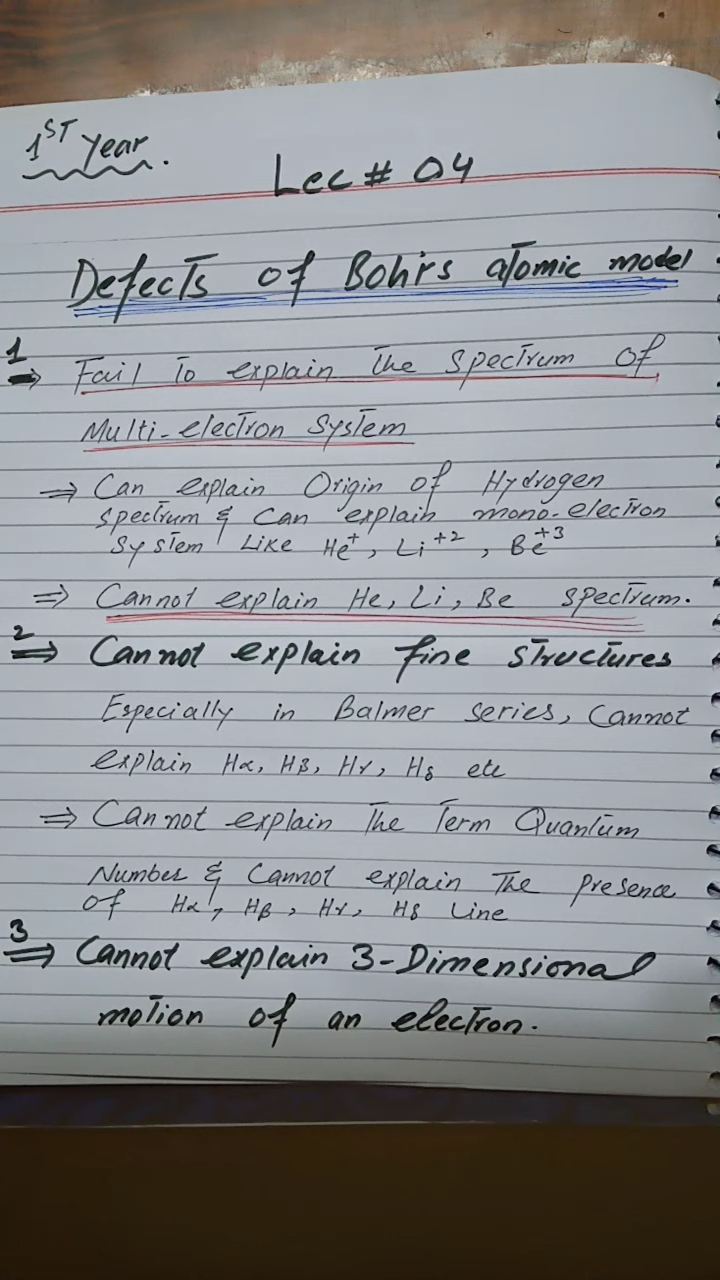 1ST Year.
Lec # 04
Defects of Bohr's atomic model
1
⇒ Fail To explain The Spectrum Of
Multi-electron System
⇒ Can explain Origin Of Hydrogen
Spectrum & Can explain mono-electron
System Like He⁺, Li⁺², Be⁺³
⇒ Cannot explain He, Li, Be Spectrum.
2
⇒ Cannot explain fine structures
Especially in Balmer series, Cannot
explain Hα, Hβ, Hγ, Hδ etc
⇒ Cannot explain The Term Quantum
Number & Cannot explain The Presence
Of Hα, Hβ, Hγ, Hδ Line
3
⇒ Cannot explain 3-Dimensional
motion of an electron.